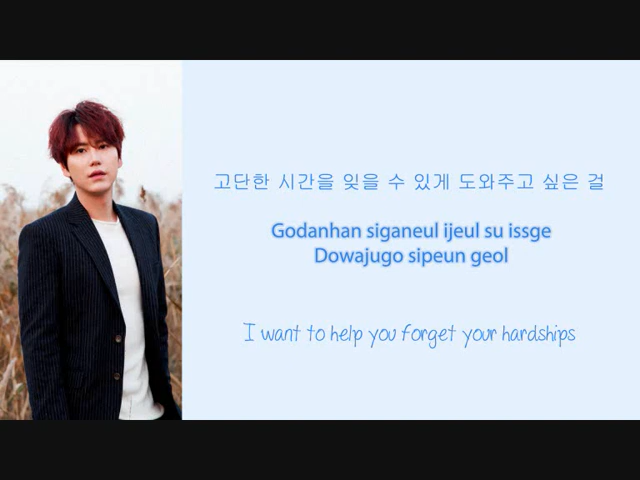 고단한 시간을 잊을 수 있게 도와주고 싶은 걸
Godanhan siganeul ijeul su issge
Dowajugo sipeun geol
I want to help you forget your hardships